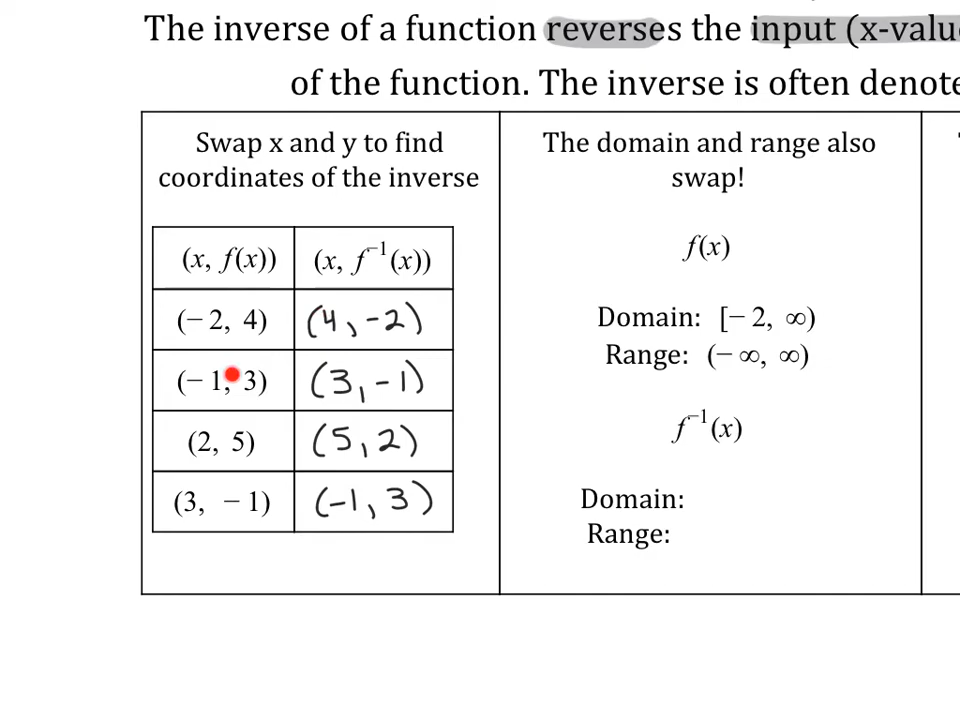 The inverse of a function reverses the input (x-valu
of the function. The inverse is often denote
Swap x and y to find
coordinates of the inverse
(x, f(x)) (x, f⁻¹(x))
(−2, 4) (4, -2)
(−1, 3) (3, -1)
(2, 5) (5, 2)
(3, −1) (-1, 3)
The domain and range also
swap!
f(x)
Domain: [−2, ∞)
Range: (−∞, ∞)
f⁻¹(x)
Domain:
Range: